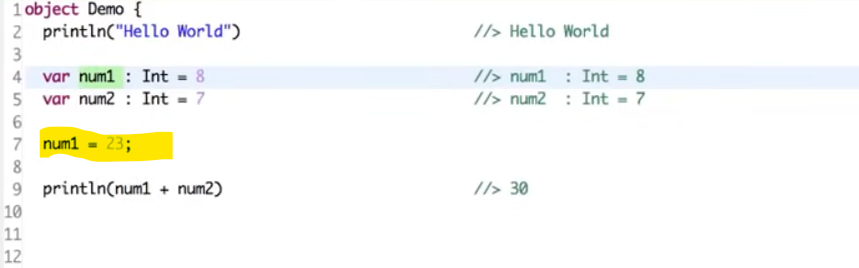 1 object Demo {
2 println("Hello World") //> Hello World
3
4 var num1 : Int = 8 //> num1 : Int = 8
5 var num2 : Int = 7 //> num2 : Int = 7
6
7 num1 = 23;
8
9 println(num1 + num2) //> 30
10
11
12